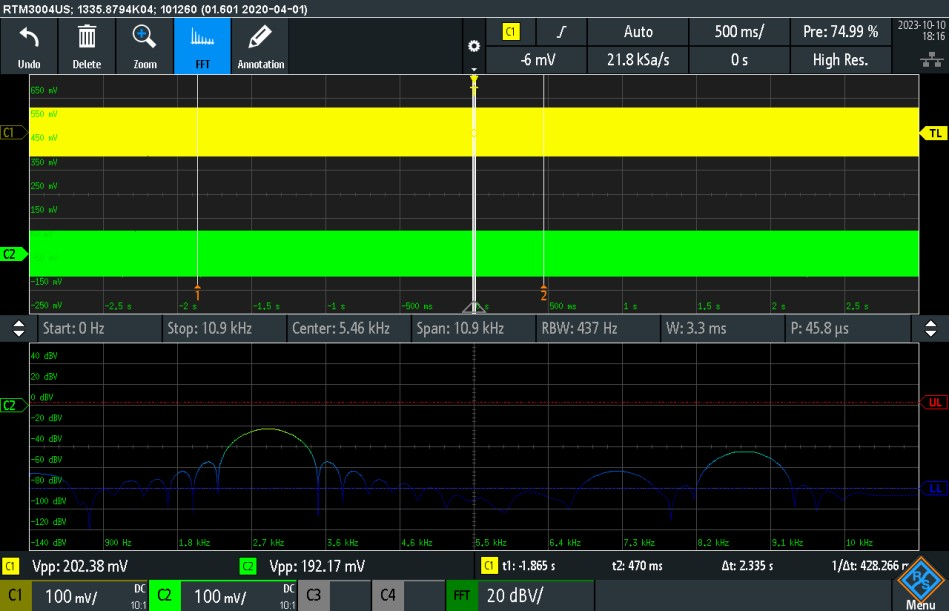 RTM3004US; 1335.8794K04; 101260 (01.601 2020-04-01)
Undo Delete Zoom FFT Annotation
C1 Auto 500 ms/ Pre: 74.99 % 2023-10-10
18:16
-6 mV 21.8 kSa/s 0 s High Res.
650 mV
550 mV
C1 450 mV TL
350 mV
250 mV
150 mV
C2
-150 mV
1 2
-250 mV -2.5 s -2 s -1.5 s -1 s -500 ms s 500 ms 1 s 1.5 s 2 s 2.5 s
Start: 0 Hz Stop: 10.9 kHz Center: 5.46 kHz Span: 10.9 kHz RBW: 437 Hz W: 3.3 ms P: 45.8 µs
40 dBV
20 dBV
0 dBV
C2 UL
-20 dBV
-40 dBV
-60 dBV
-80 dBV
LL
-100 dBV
-120 dBV
-140 dBV 900 Hz 1.8 kHz 2.7 kHz 3.6 kHz 4.6 kHz 5.5 kHz 6.4 kHz 7.3 kHz 8.2 kHz 9.1 kHz 10 kHz
C1 Vpp: 202.38 mV C2 Vpp: 192.17 mV C1 t1: -1.865 s t2: 470 ms Δt: 2.335 s 1/Δt: 428.266 m
C1 100 mV/ DC
10:1 C2 100 mV/ DC
10:1 C3 C4 FFT 20 dBV/ R&S
Menu